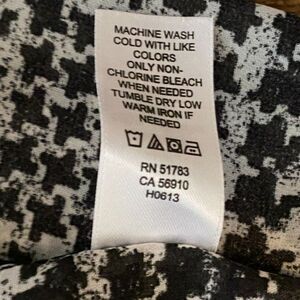 MACHINE WASH
COLD WITH LIKE
COLORS
ONLY NON-
CHLORINE BLEACH
WHEN NEEDED
TUMBLE DRY LOW
WARM IRON IF
NEEDED
RN 51783
CA 56910
H0613